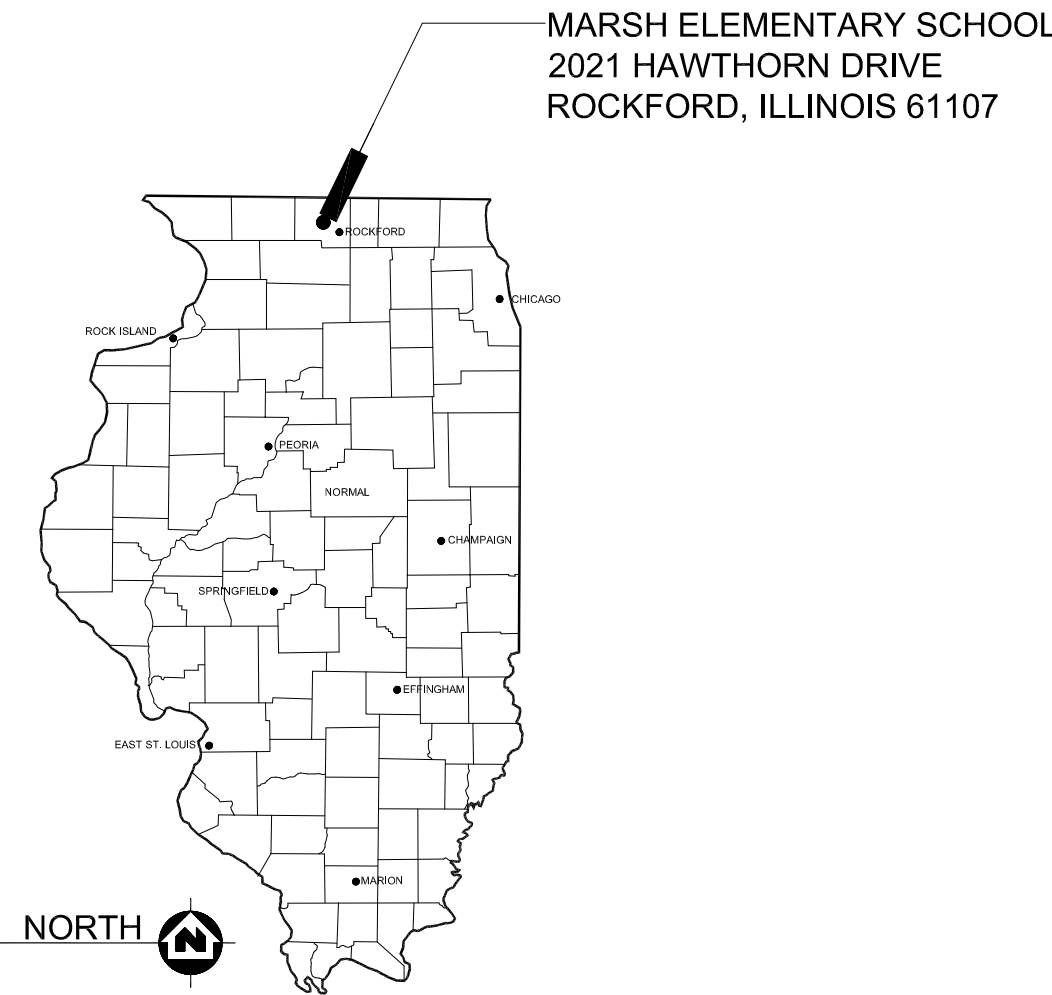 MARSH ELEMENTARY SCHOOL
2021 HAWTHORN DRIVE
ROCKFORD, ILLINOIS 61107
ROCKFORD
CHICAGO
ROCK ISLAND
PEORIA
NORMAL
CHAMPAIGN
SPRINGFIELD
EFFINGHAM
EAST ST. LOUIS
MARION
NORTH N